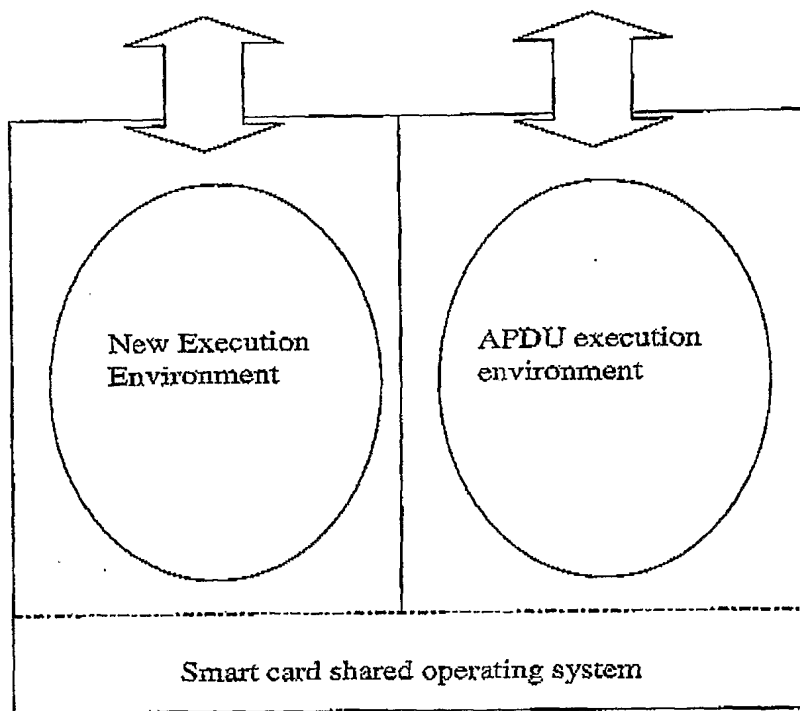 New Execution
Environment
APDU execution
environment
Smart card shared operating system